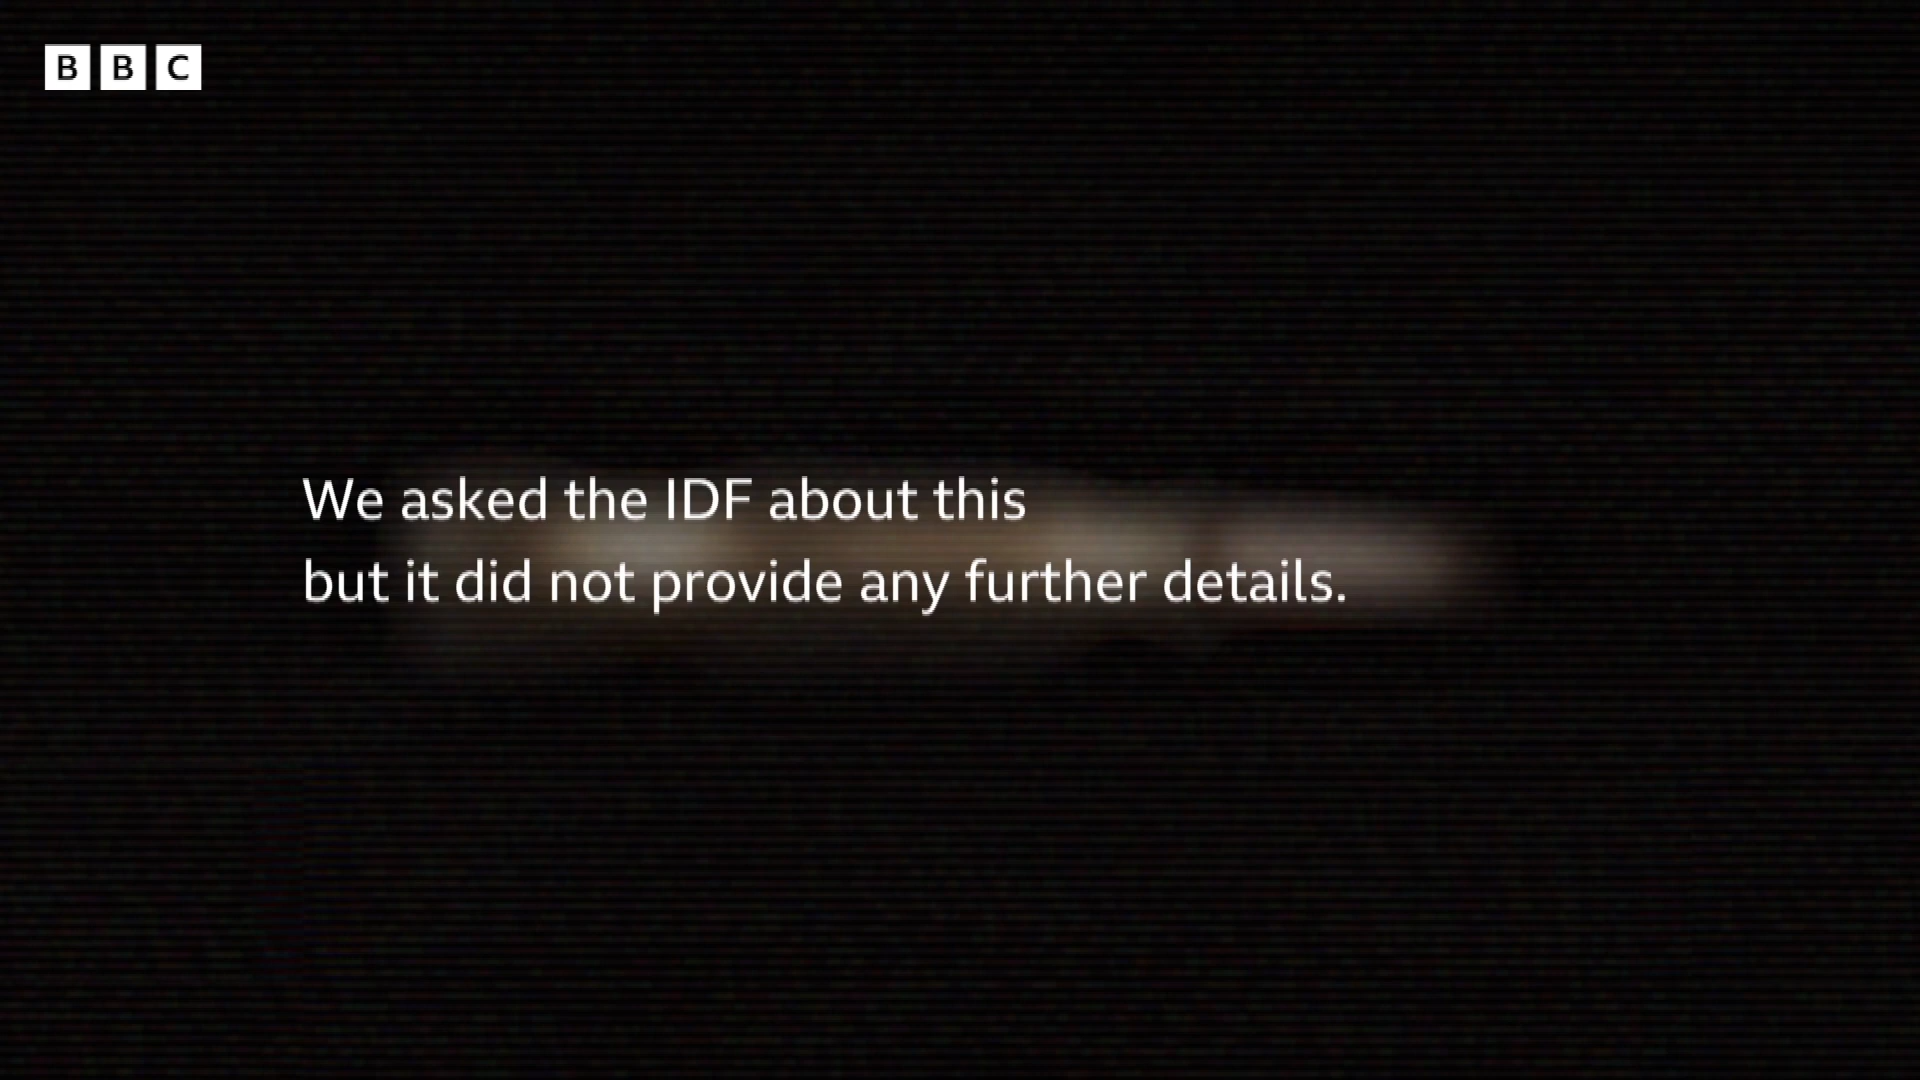 BBC
We asked the IDF about this
but it did not provide any further details.